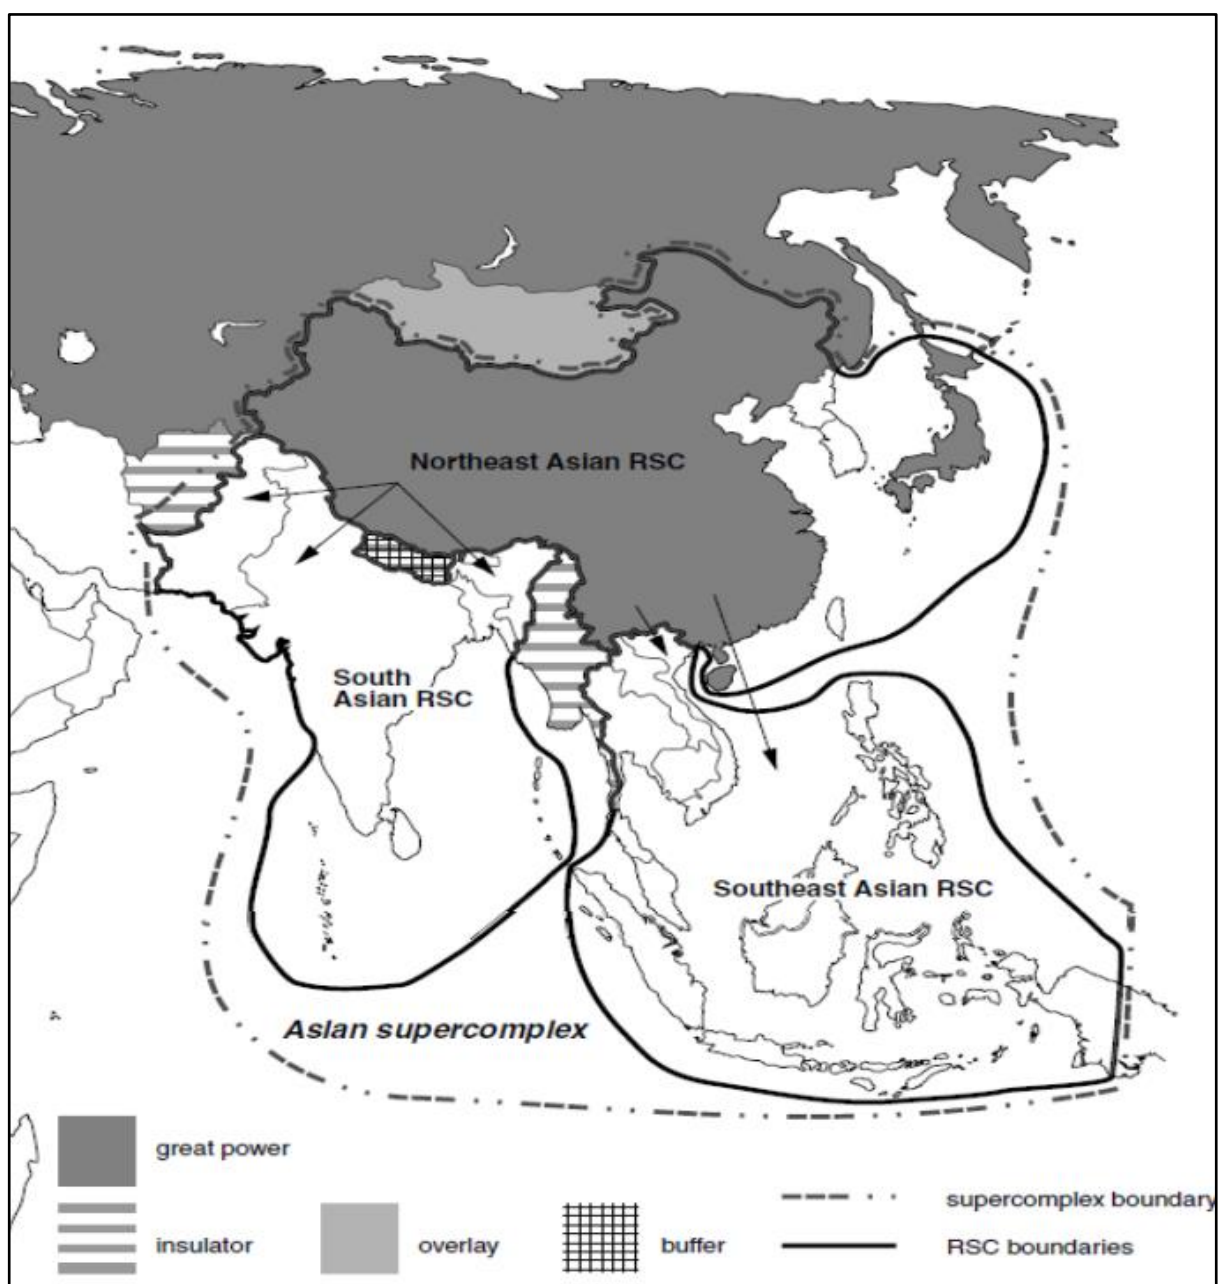 Northeast Asian RSC
South
Asian RSC
Southeast Asian RSC
Asian supercomplex
great power
insulator
overlay
buffer
supercomplex boundary
RSC boundaries